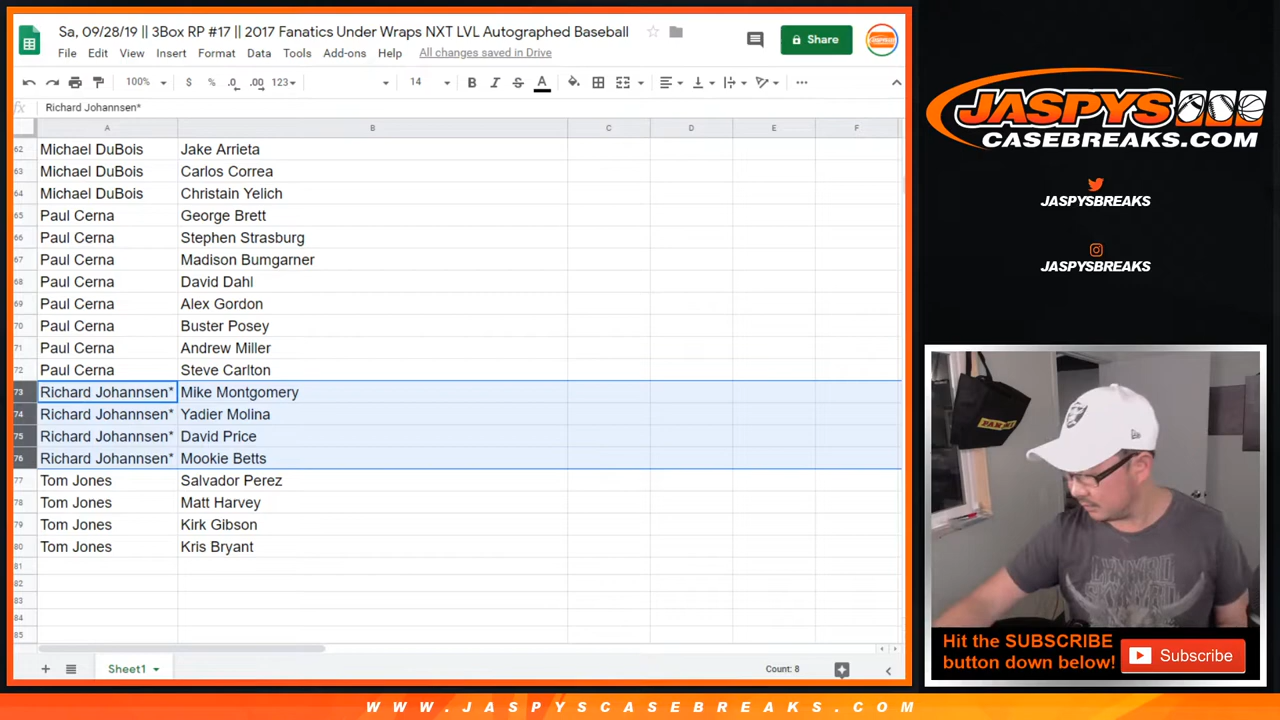 Sa, 09/28/19 || 3Box RP #17 || 2017 Fanatics Under Wraps NXT LVL Autographed Baseball
Share
File Edit View Insert Format Data Tools Add-ons Help All changes saved in Drive
100% $ % .0 .00 123 14 B I S A
fx Richard Johannsen*
A B C D E F
62 Michael DuBois Jake Arrieta
63 Michael DuBois Carlos Correa
64 Michael DuBois Christain Yelich
65 Paul Cerna George Brett
66 Paul Cerna Stephen Strasburg
67 Paul Cerna Madison Bumgarner
68 Paul Cerna David Dahl
69 Paul Cerna Alex Gordon
70 Paul Cerna Buster Posey
71 Paul Cerna Andrew Miller
72 Paul Cerna Steve Carlton
73 Richard Johannsen* Mike Montgomery
74 Richard Johannsen* Yadier Molina
75 Richard Johannsen* David Price
76 Richard Johannsen* Mookie Betts
77 Tom Jones Salvador Perez
78 Tom Jones Matt Harvey
79 Tom Jones Kirk Gibson
80 Tom Jones Kris Bryant
81
82
83
84
85
Sheet1 Count: 8
JASPYS
CASEBREAKS.COM
JASPYSBREAKS
JASPYSBREAKS
LYNYRD
SKYNYRD
Hit the SUBSCRIBE
button down below!
Subscribe
WWW.JASPYSCASEBREAKS.COM